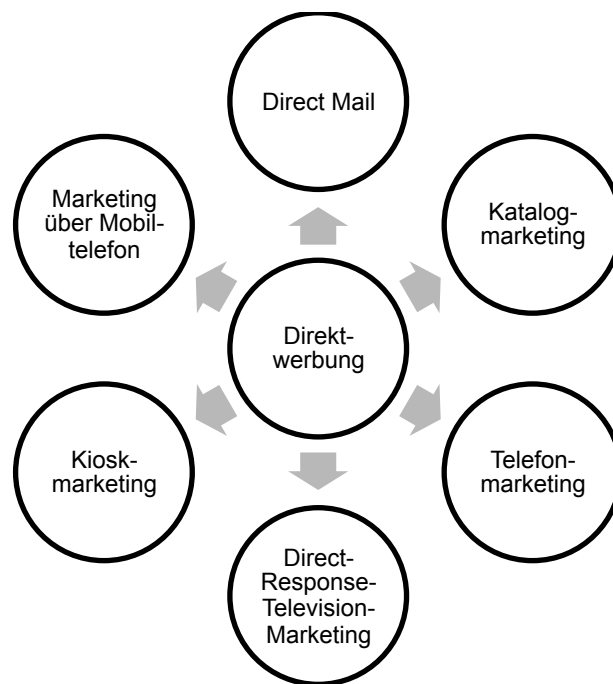 Direct Mail
Marketing
über Mobil-
telefon
Katalog-
marketing
Direkt-
werbung
Kiosk-
marketing
Telefon-
marketing
Direct-
Response-
Television-
Marketing